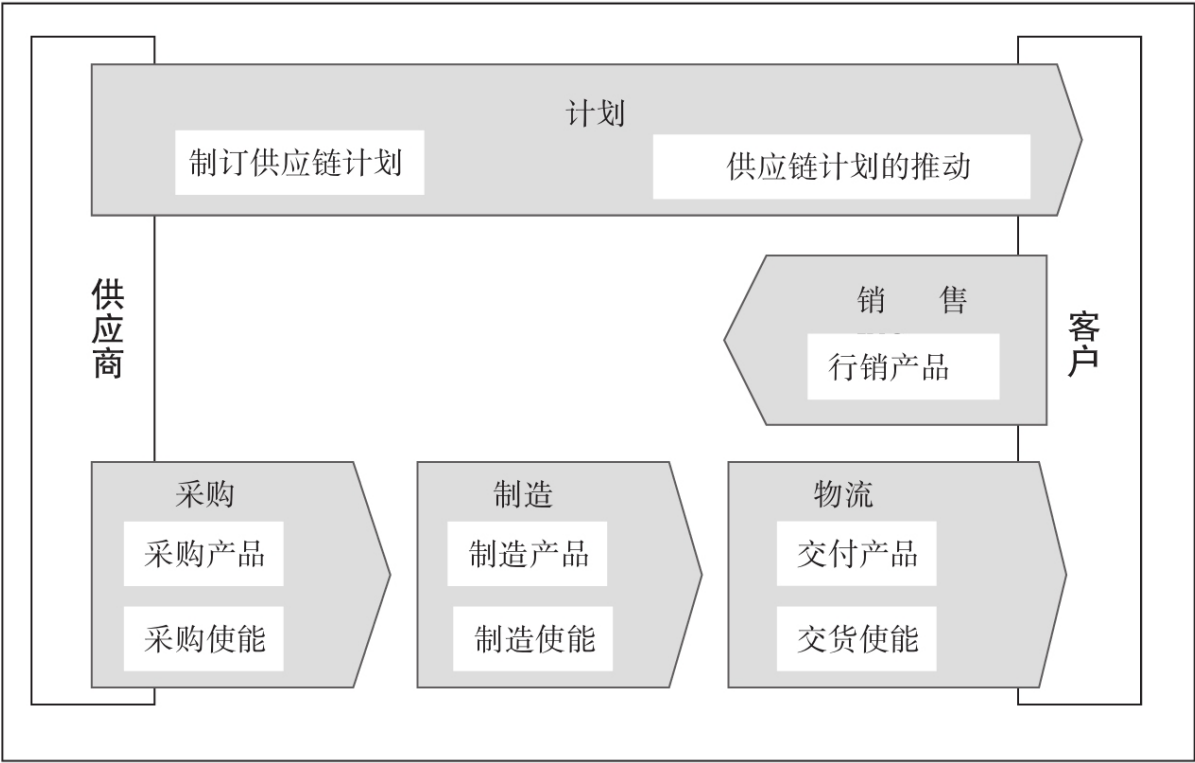 计划
制订供应链计划
供应链计划的推动
供应商
销 售
行销产品
客户
采购
采购产品
采购使能
制造
制造产品
制造使能
物流
交付产品
交货使能